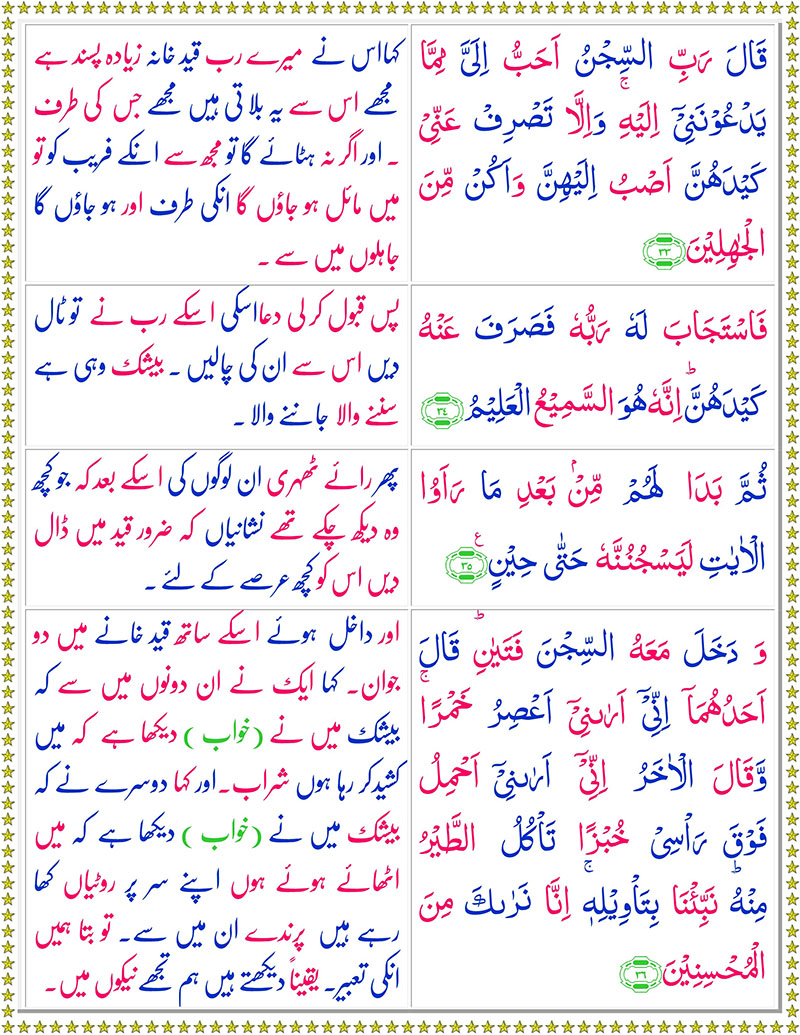 قَالَ رَبِّ السِّجْنُ اَحَبُّ اِلَىَّ مِمَّا
يَدْعُوْنَنِىْٓ اِلَيْهِ‌ۚ وَاِلَّا تَصْرِفْ عَنِّىْ
كَيْدَهُنَّ اَصْبُ اِلَيْهِنَّ وَاَكُنْ مِّنَ
الْجٰهِلِيْنَ ﴿٣٣﴾
کہااس نے میرے رب قید خانہ زیادہ پسند ہے
مجھے اس سے یہ بلاتی ہیں مجھے جس کی طرف
۔ اور اگر نہ ہٹائے گا تو مجھ سے انکے فریب کو تو
میں مائل ہو جاؤں گا انکی طرف اور ہو جاؤں گا
جاہلوں میں سے ۔
فَاسْتَجَابَ لَهٗ رَبُّهٗ فَصَرَفَ عَنْهُ
كَيْدَهُنَّ‌ؕ اِنَّهٗ هُوَ السَّمِيْعُ الْعَلِيْمُ ﴿٣٤﴾
پس قبول کر لی دعااسکی اسکے رب نے تو ٹال
دیں اس سے ان کی چالیں ۔ بیشک وہی ہے
سننے والا جاننے والا ۔
ثُمَّ بَدَا لَهُمْ مِّنْۢ بَعْدِ مَا رَاَوُا
الْاٰيٰتِ لَيَسْجُنُنَّهٗ حَتّٰى حِيْنٍ ﴿٣٥﴾ ع
پھر رائے ٹھہری ان لوگوں کی اسکے بعد کہ جو کچھ
وہ دیکھ چکے تھے نشانیاں کہ ضرور قید میں ڈال
دیں اس کو کچھ عرصے کے لئے ۔
وَ دَخَلَ مَعَهُ السِّجْنَ فَتَيٰنِ‌ؕ قَالَ
اَحَدُهُمَاۤ اِنِّىْۤ اَرٰٮنِىْۤ اَعْصِرُ خَمْرًا‌ۚ
وَّقَالَ الْاٰخَرُ اِنِّىْۤ اَرٰٮنِىْۤ اَحْمِلُ
فَوْقَ رَاْسِىْ خُبْزًا تَاْكُلُ الطَّيْرُ
مِنْهُ‌ؕ نَبِّئْنَا بِتَاْوِيْلِهٖ‌ۚ اِنَّا نَرٰٮكَ مِنَ
الْمُحْسِنِيْنَ ﴿٣٦﴾
اور داخل ہوئے اسکے ساتھ قید خانے میں دو
جوان۔ کہا ایک نے ان دونوں میں سے کہ
بیشک میں نے (خواب ) دیکھا ہے کہ میں
کشید کر رہا ہوں شراب۔ اور کہا دوسرے نے کہ
بیشک میں نے (خواب ) دیکھا ہے کہ میں
اٹھائے ہوئے ہوں اپنے سر پر روٹیاں کھا
رہے ہیں پرندے ان میں سے۔ تو بتا ہمیں
انکی تعبیر۔ یقیناً دیکھتے ہیں ہم تجھے نیکوں میں۔